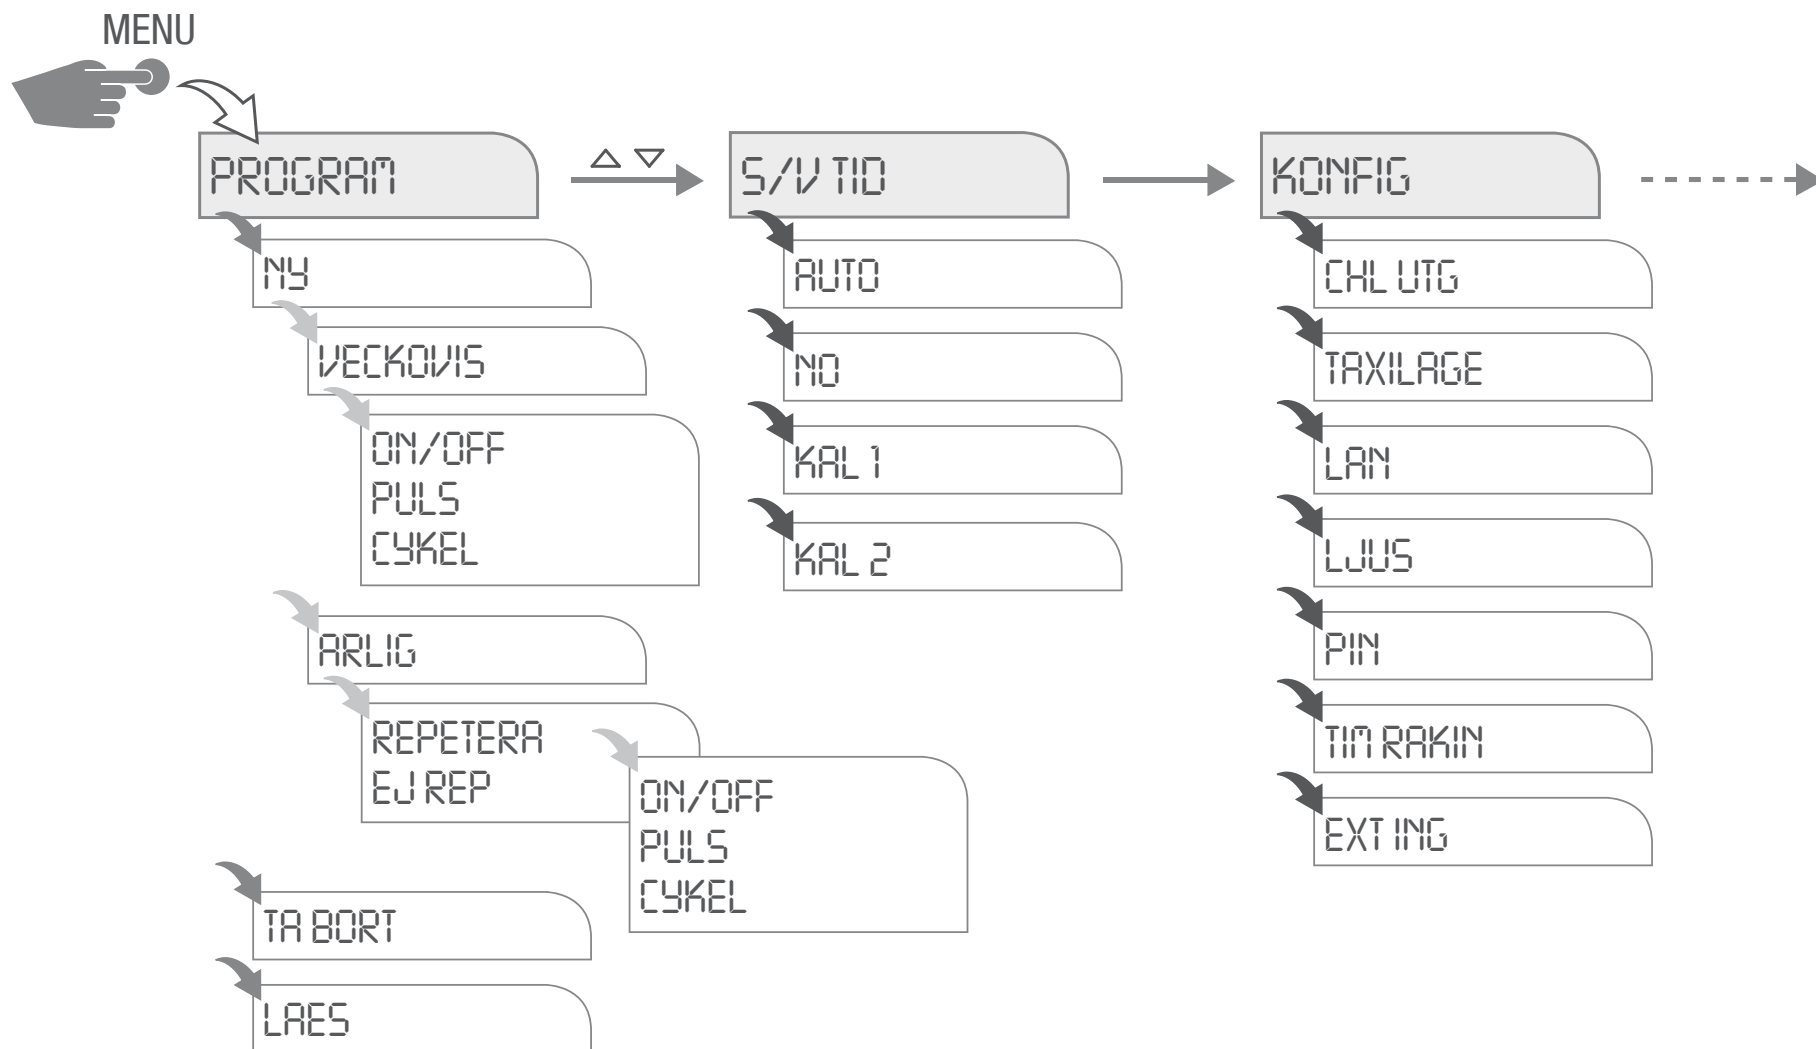 MENU
PROGRAM
NY
VECKOVIS
ON/OFF
PULS
CYKEL
ARLIG
REPETERA
EJ REP
ON/OFF
PULS
CYKEL
TA BORT
LAES
S/V TID
AUTO
NO
KAL 1
KAL 2
KONFIG
CHL UTG
TAXILAGE
LAN
LJUS
PIN
TIM RAKIN
EXT ING